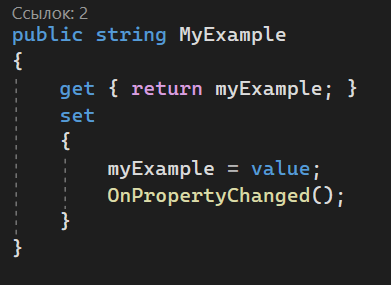 Ссылок: 2
public string MyExample
{
    get { return myExample; }
    set
    {
        myExample = value;
        OnPropertyChanged();
    }
}